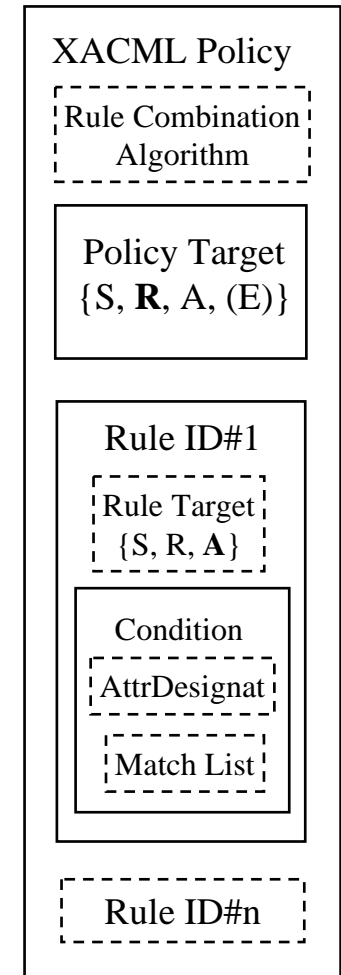 XACML Policy
Rule Combination
Algorithm
Policy Target
{S, R, A, (E)}
Rule ID#1
Rule Target
{S, R, A}
Condition
AttrDesignat
Match List
Rule ID#n